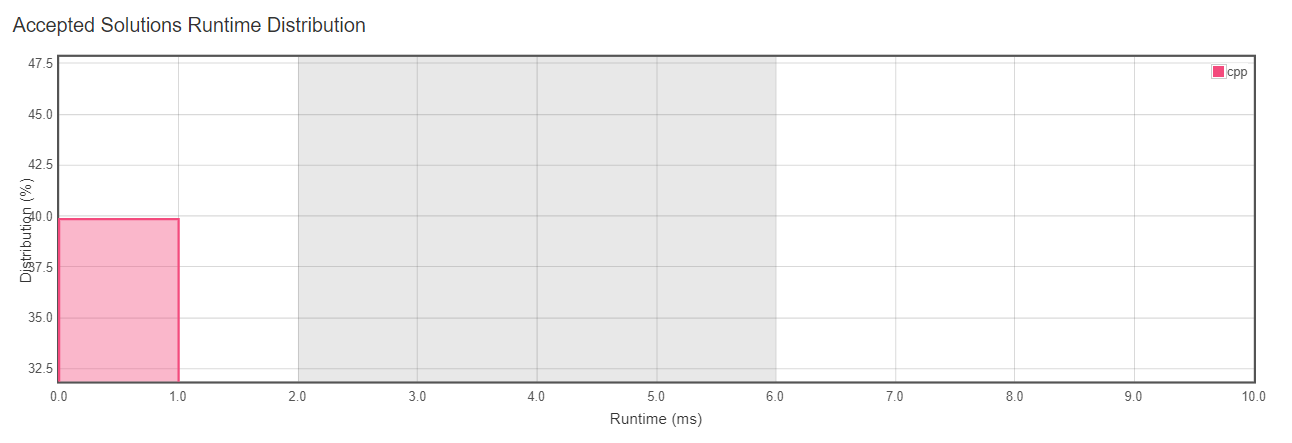 Accepted Solutions Runtime Distribution
cpp
47.5
45.0
42.5
40.0
37.5
35.0
32.5
Distribution (%)
0.0 1.0 2.0 3.0 4.0 5.0 6.0 7.0 8.0 9.0 10.0
Runtime (ms)